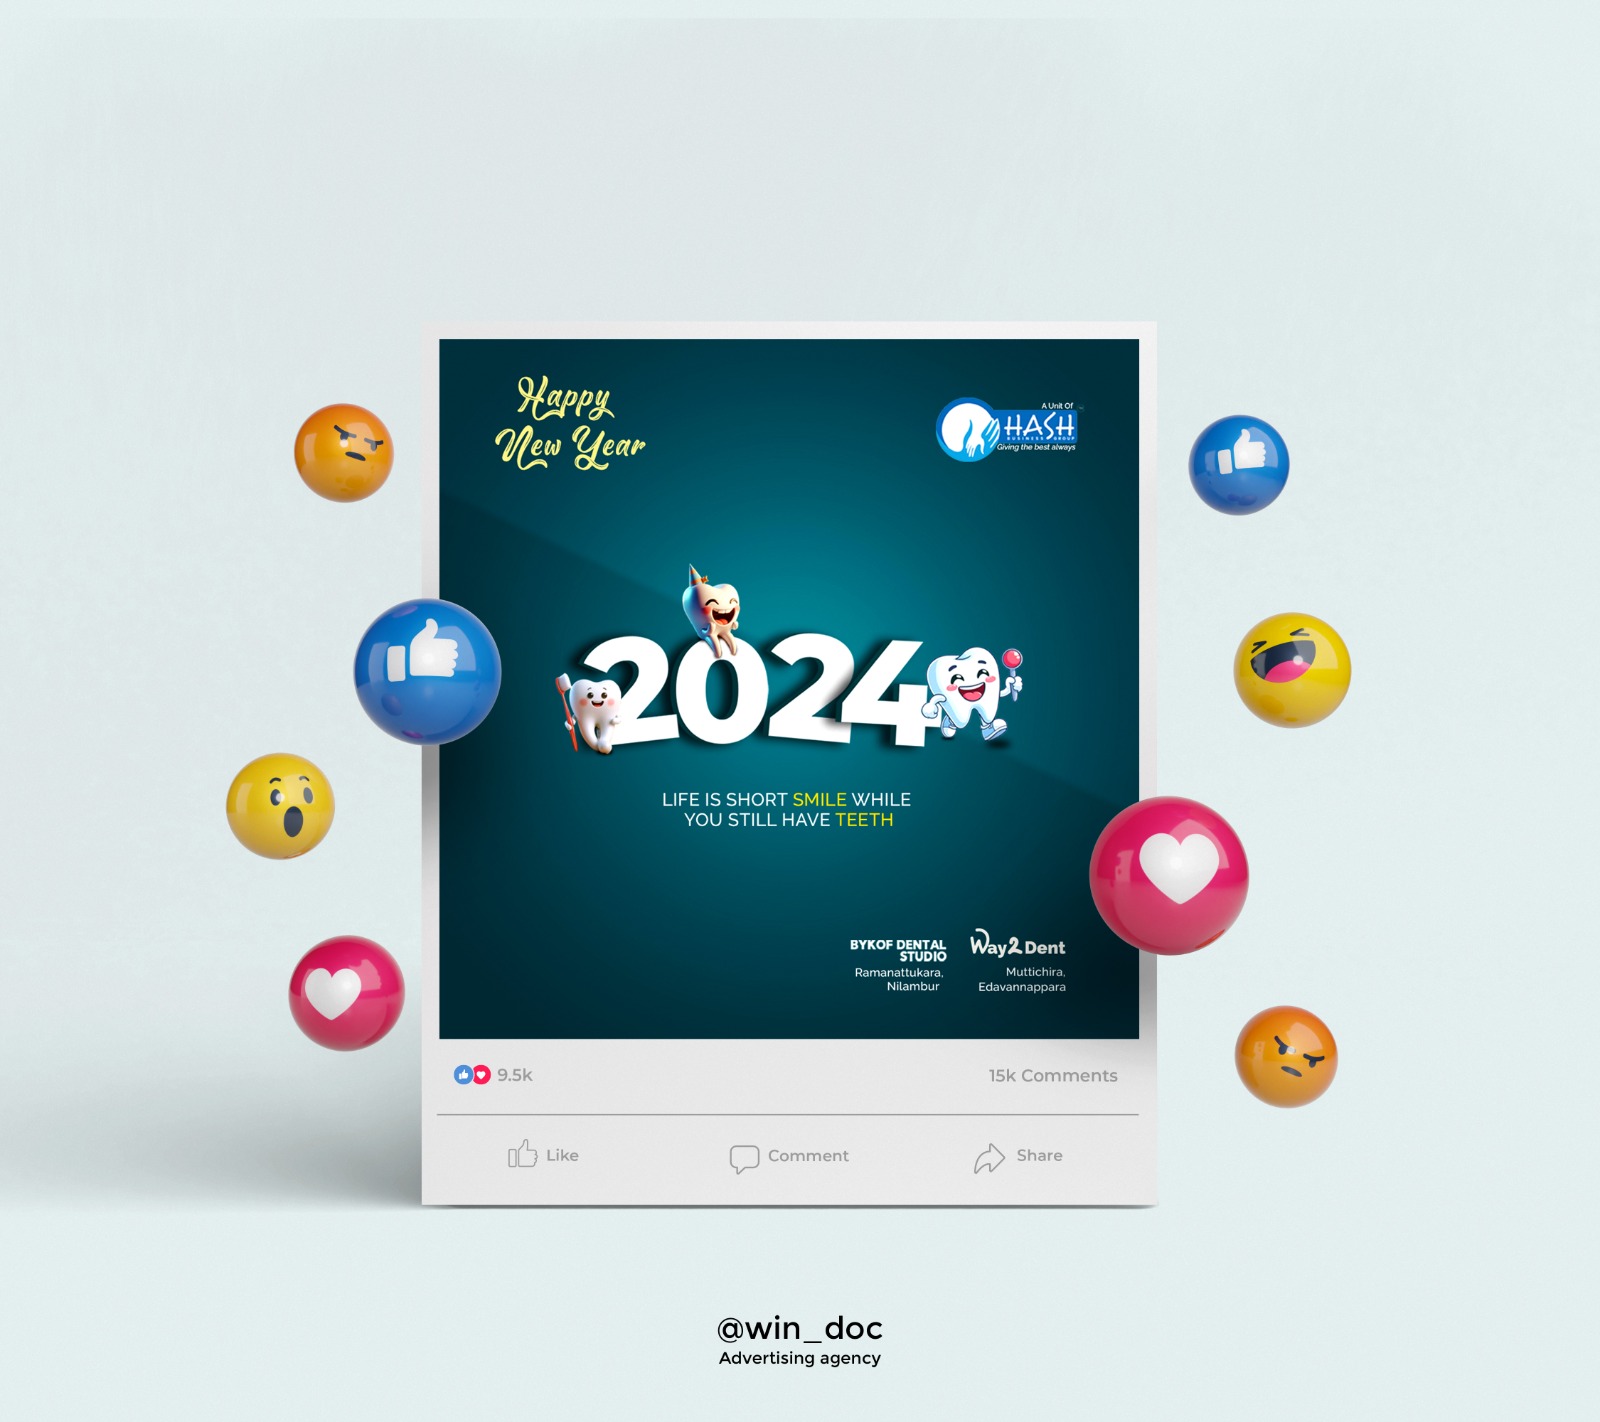 Happy
New Year
A Unit Of
HASH
BUSINESS GROUP
Giving the best always
2024
LIFE IS SHORT SMILE WHILE
YOU STILL HAVE TEETH
BYKOF DENTAL
STUDIO
Ramanattukara,
Nilambur
Way2Dent
Muttichira,
Edavannappara
9.5k
15k Comments
Like
Comment
Share
@win_doc
Advertising agency